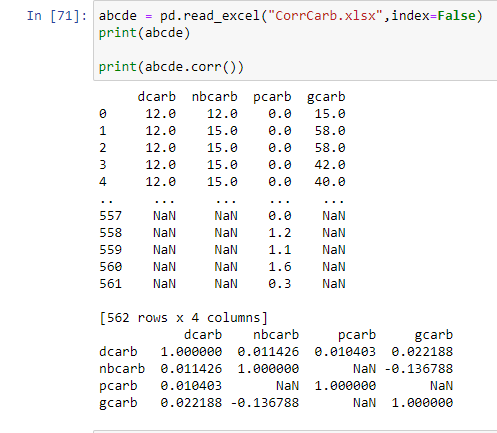 In [71]: abcde = pd.read_excel("CorrCarb.xlsx",index=False)
print(abcde)
print(abcde.corr())
dcarb nbcarb pcarb gcarb
0 12.0 12.0 0.0 15.0
1 12.0 15.0 0.0 58.0
2 12.0 15.0 0.0 58.0
3 12.0 15.0 0.0 42.0
4 12.0 15.0 0.0 40.0
.. ... ... ... ...
557 NaN NaN 0.0 NaN
558 NaN NaN 1.2 NaN
559 NaN NaN 1.1 NaN
560 NaN NaN 1.6 NaN
561 NaN NaN 0.3 NaN
[562 rows x 4 columns]
dcarb nbcarb pcarb gcarb
dcarb 1.000000 0.011426 0.010403 0.022188
nbcarb 0.011426 1.000000 NaN -0.136788
pcarb 0.010403 NaN 1.000000 NaN
gcarb 0.022188 -0.136788 NaN 1.000000